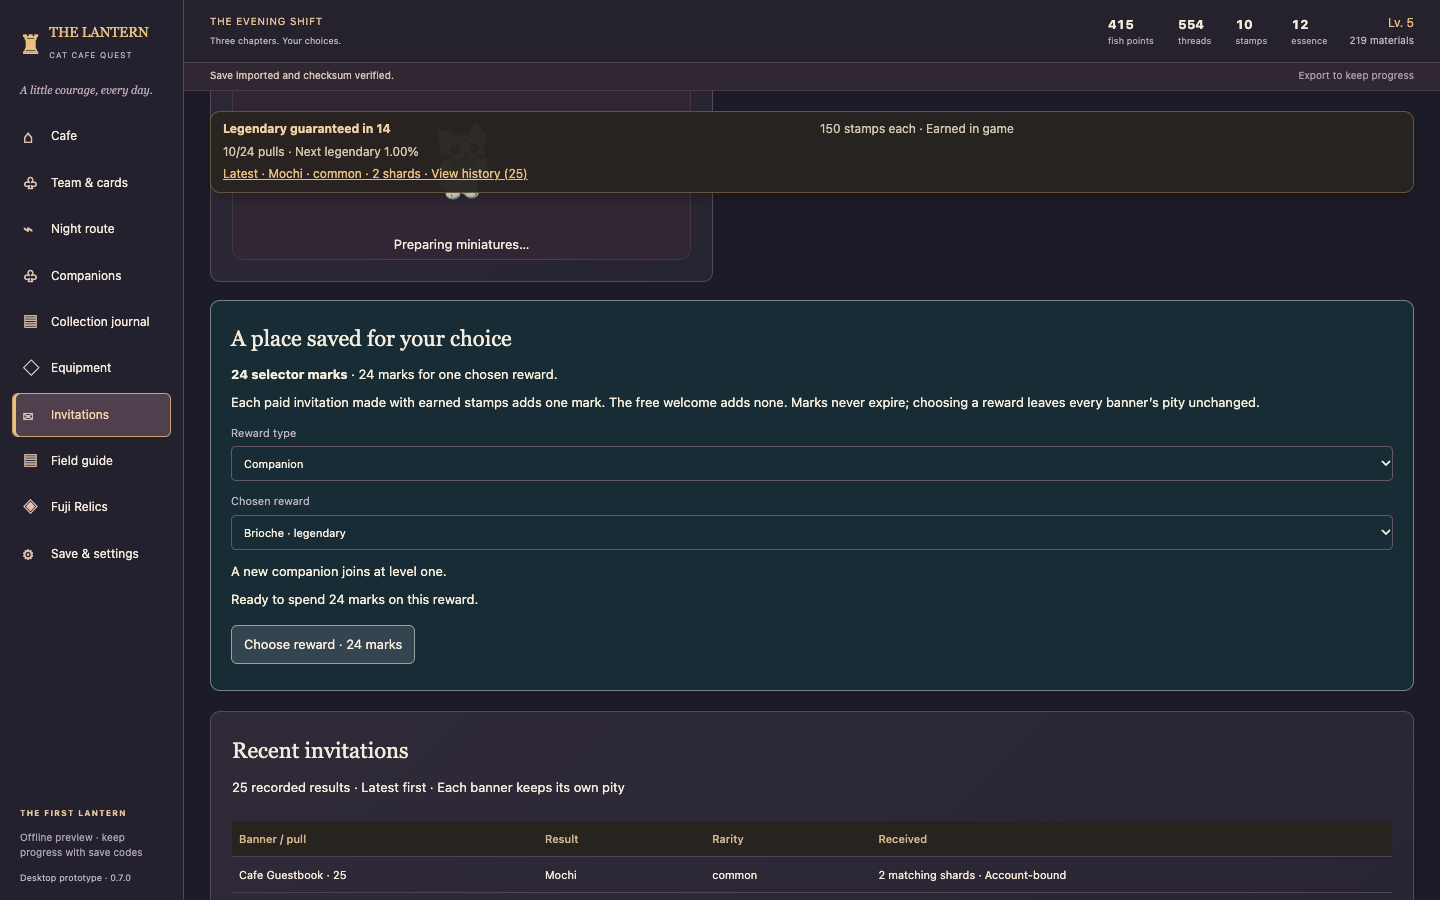 THE LANTERN
CAT CAFE QUEST
A little courage, every day.
Cafe
Team & cards
Night route
Companions
Collection journal
Equipment
Invitations
Field guide
Fuji Relics
Save & settings
THE FIRST LANTERN
Offline preview · keep
progress with save codes
Desktop prototype · 0.7.0
THE EVENING SHIFT
Three chapters. Your choices.
415 fish points
554 threads
10 stamps
12 essence
Lv. 5
219 materials
Save imported and checksum verified.
Export to keep progress
Legendary guaranteed in 14
150 stamps each · Earned in game
10/24 pulls · Next legendary 1.00%
Latest · Mochi · common · 2 shards · View history (25)
Preparing miniatures...
A place saved for your choice
24 selector marks · 24 marks for one chosen reward.
Each paid invitation made with earned stamps adds one mark. The free welcome adds none. Marks never expire; choosing a reward leaves every banner's pity unchanged.
Reward type
Companion
Chosen reward
Brioche · legendary
A new companion joins at level one.
Ready to spend 24 marks on this reward.
Choose reward · 24 marks
Recent invitations
25 recorded results · Latest first · Each banner keeps its own pity
Banner / pull Result Rarity Received
Cafe Guestbook · 25 Mochi common 2 matching shards · Account-bound